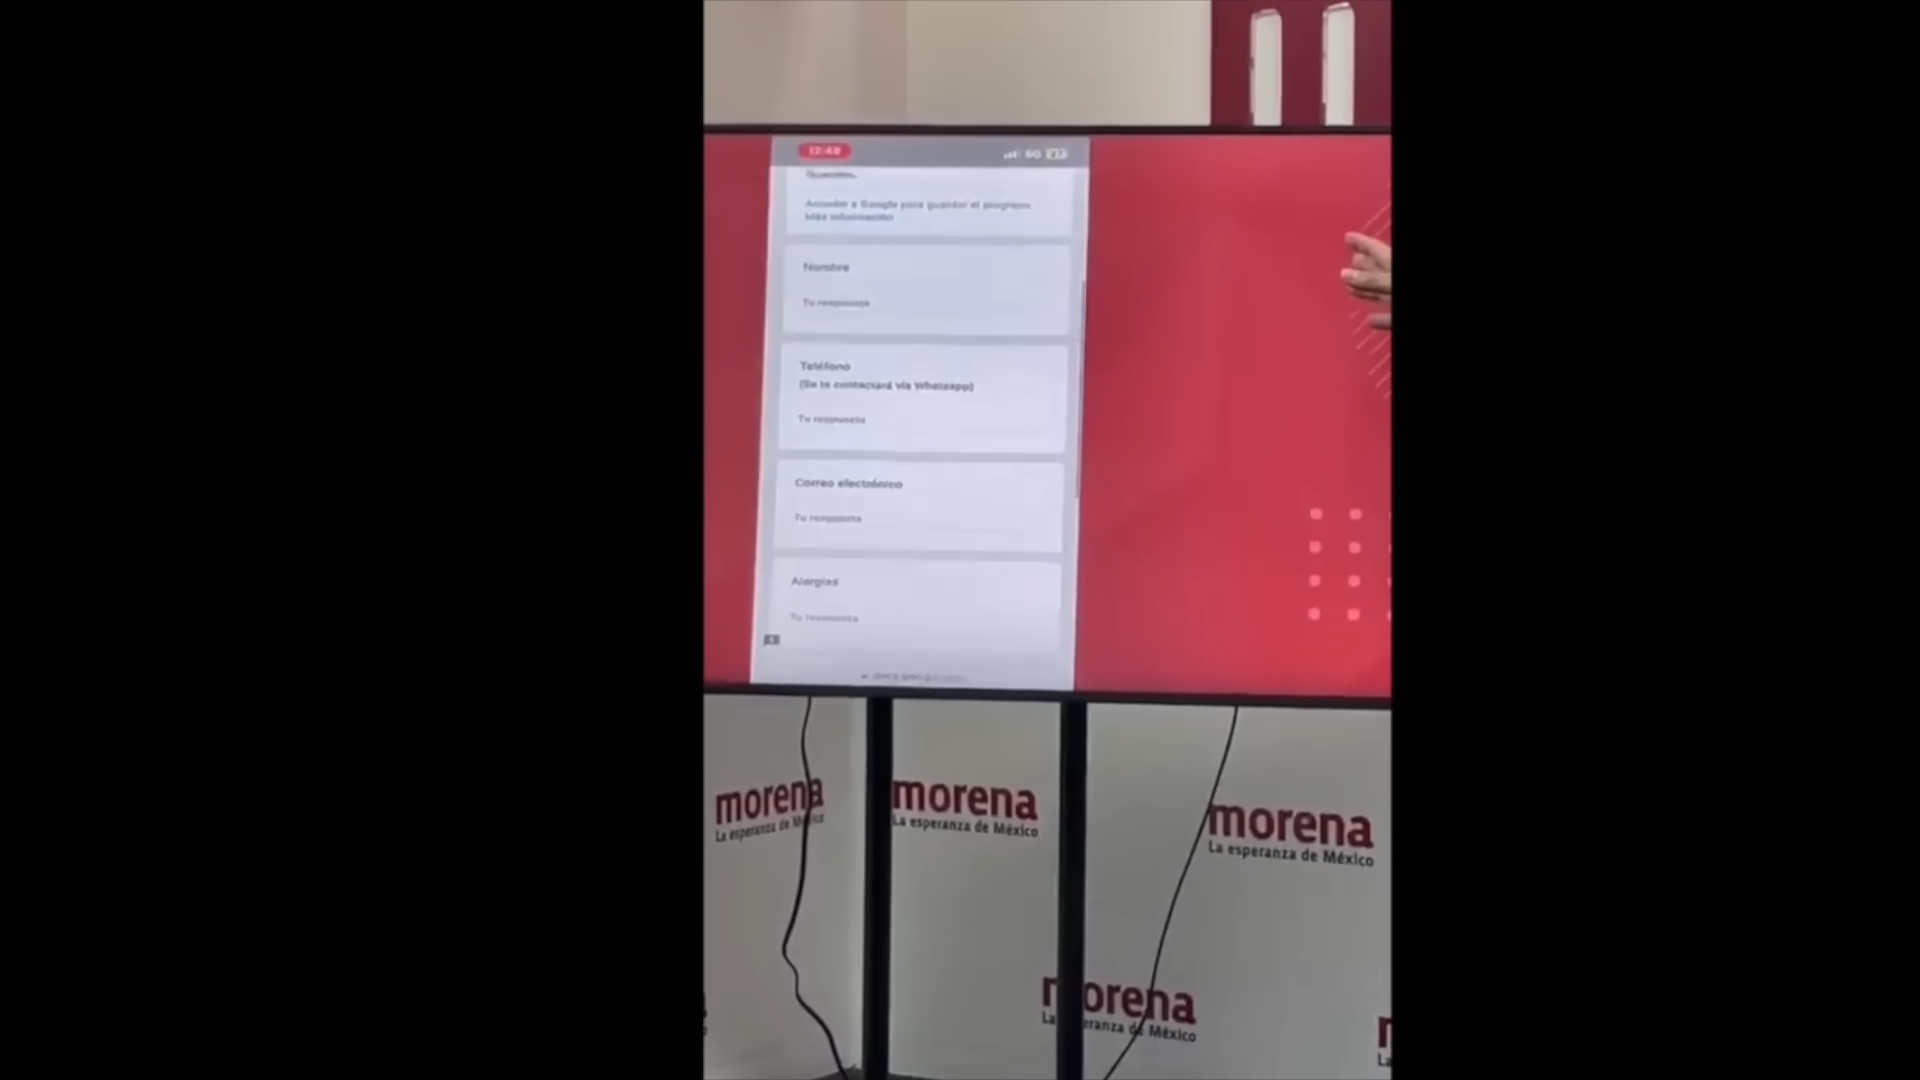 12:49
5G
Acceder a Google para guardar el progreso
Más información
Nombre
Tu respuesta
Teléfono
(Se te contactará vía Whatsapp)
Tu respuesta
Correo electrónico
Tu respuesta
Alergias
Tu respuesta
morena
La esperanza de México
morena
La esperanza de México
morena
La esperanza de México
morena
La esperanza de México